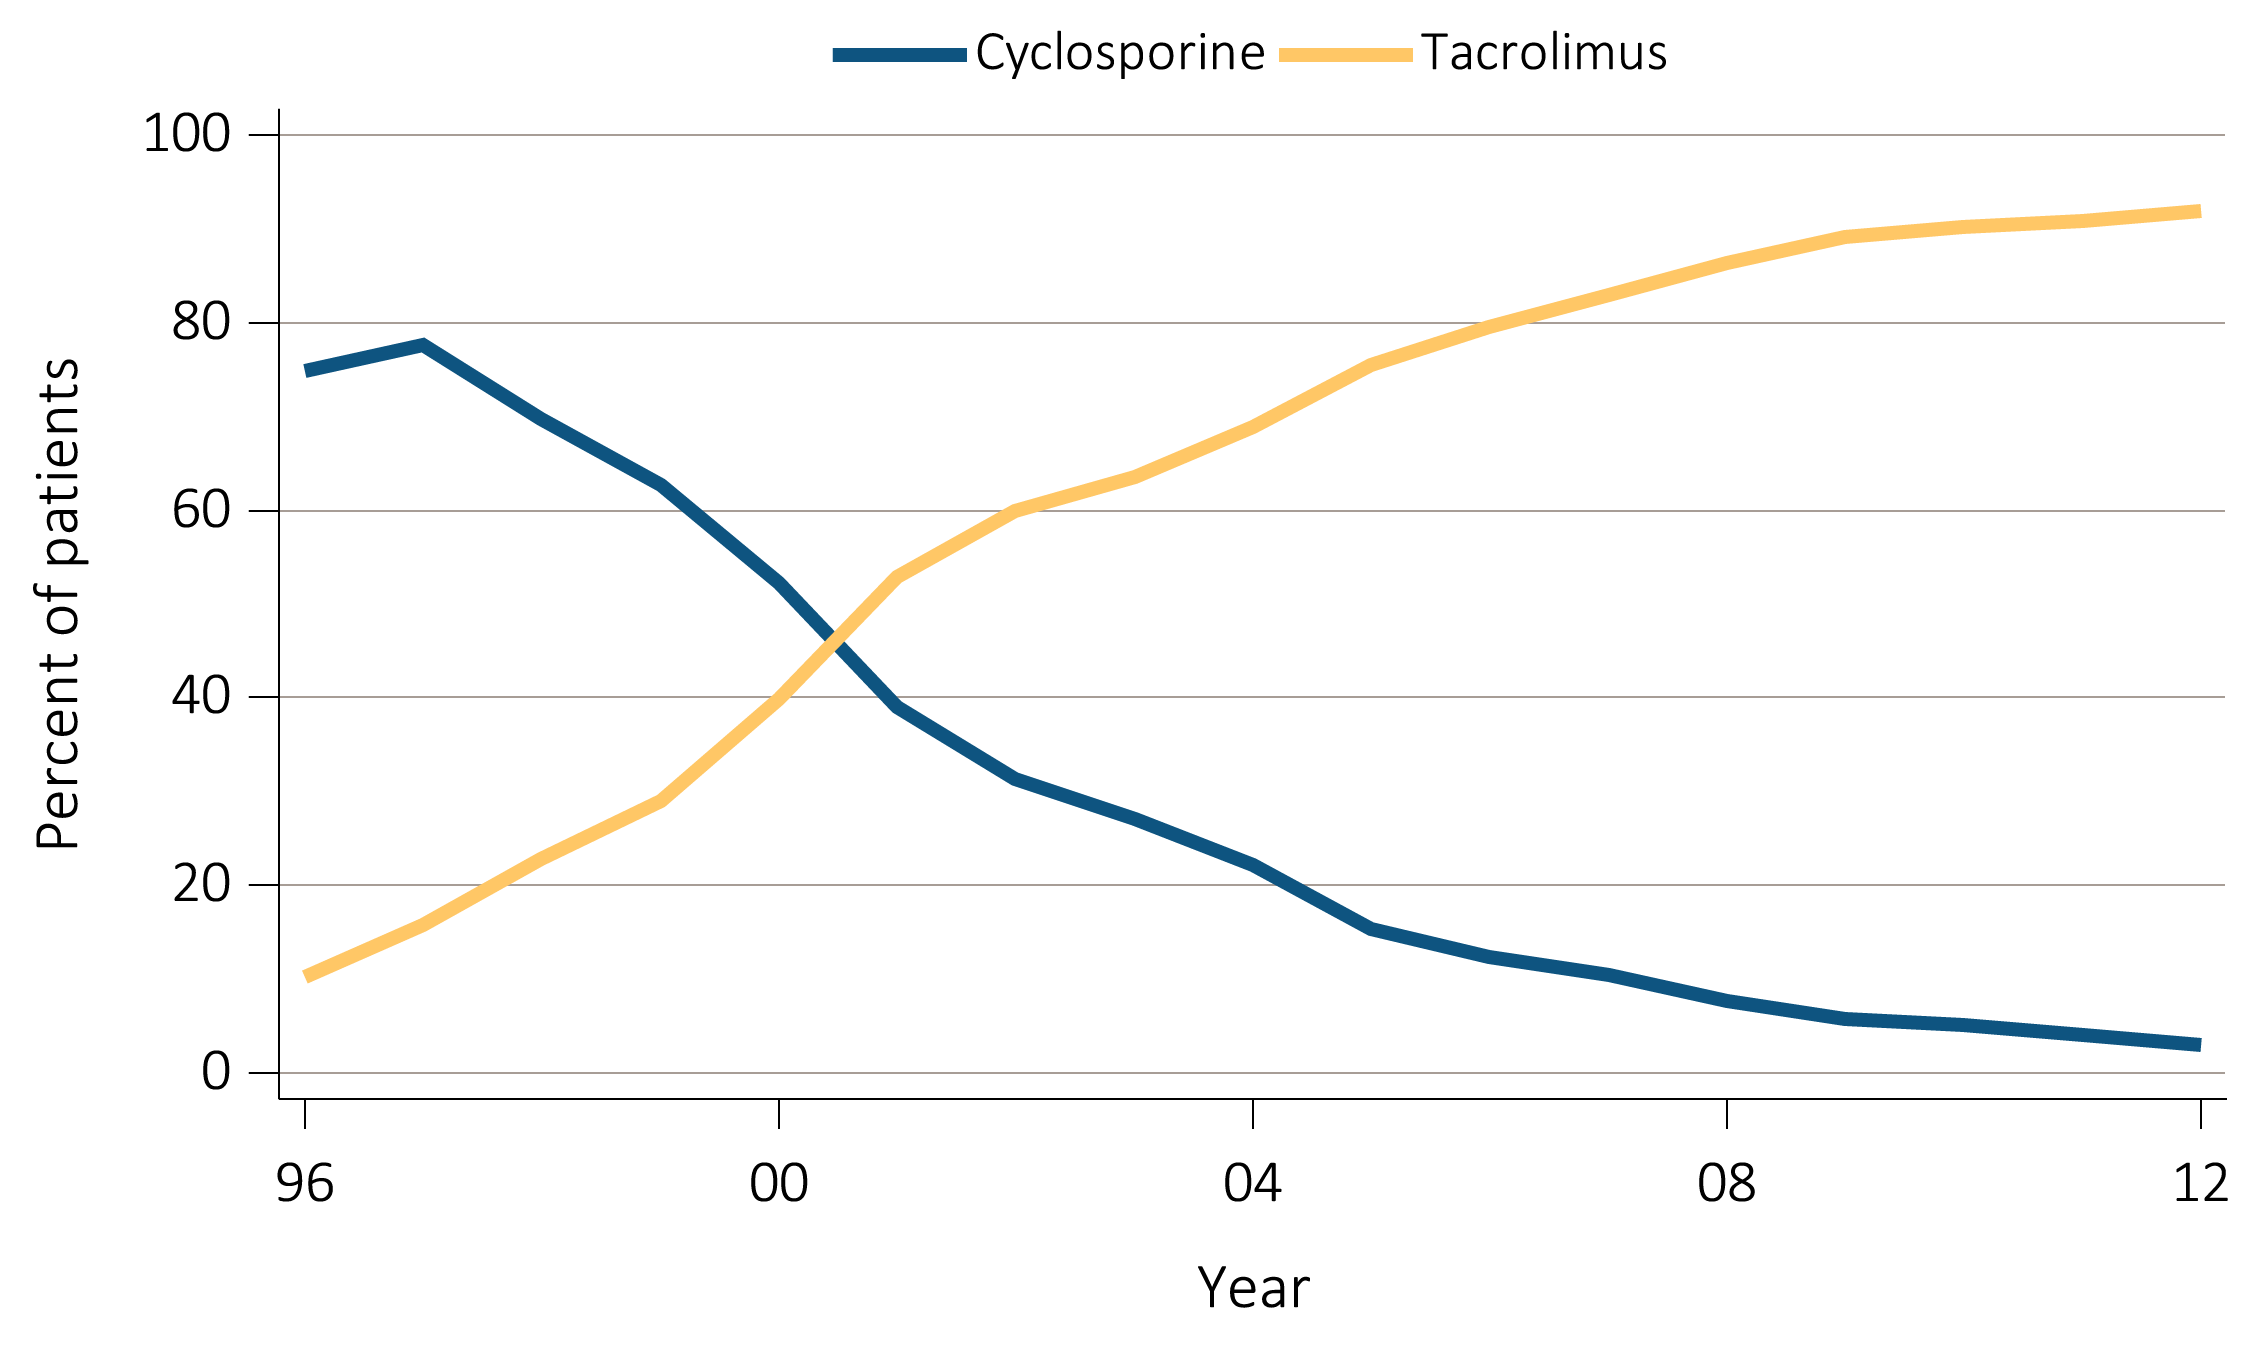 Cyclosporine Tacrolimus
100
80
60
40
20
0
Percent of patients
96 00 04 08 12
Year